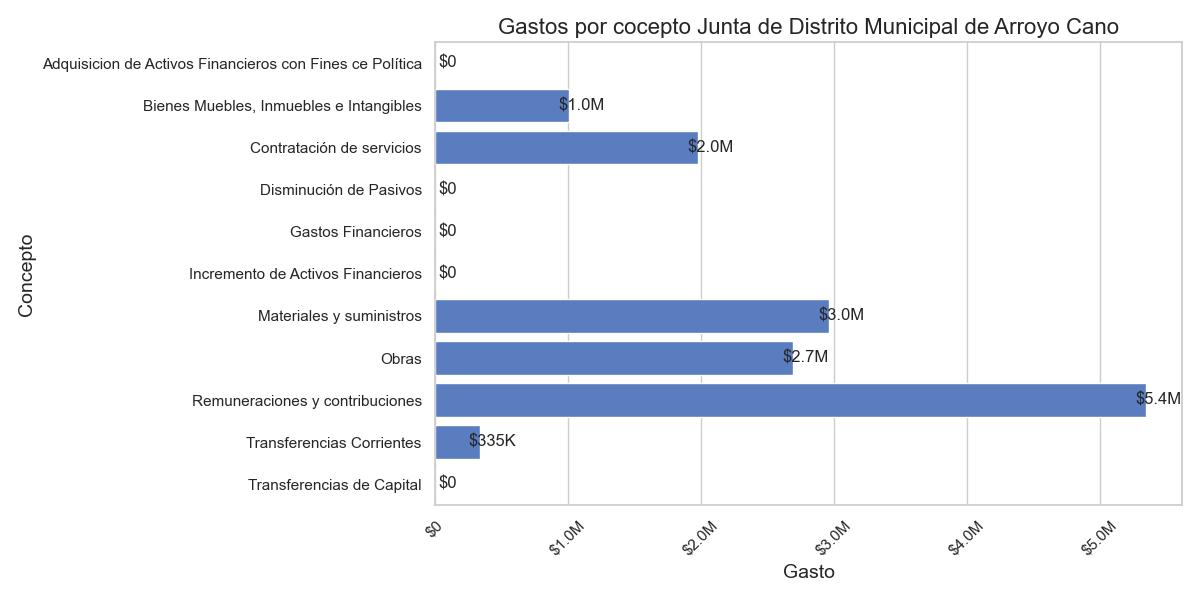 Gastos por cocepto Junta de Distrito Municipal de Arroyo Cano
Concepto
Adquisicion de Activos Financieros con Fines ce Política $0
Bienes Muebles, Inmuebles e Intangibles $1.0M
Contratación de servicios $2.0M
Disminución de Pasivos $0
Gastos Financieros $0
Incremento de Activos Financieros $0
Materiales y suministros $3.0M
Obras $2.7M
Remuneraciones y contribuciones $5.4M
Transferencias Corrientes $335K
Transferencias de Capital $0
$0 $1.0M $2.0M $3.0M $4.0M $5.0M
Gasto